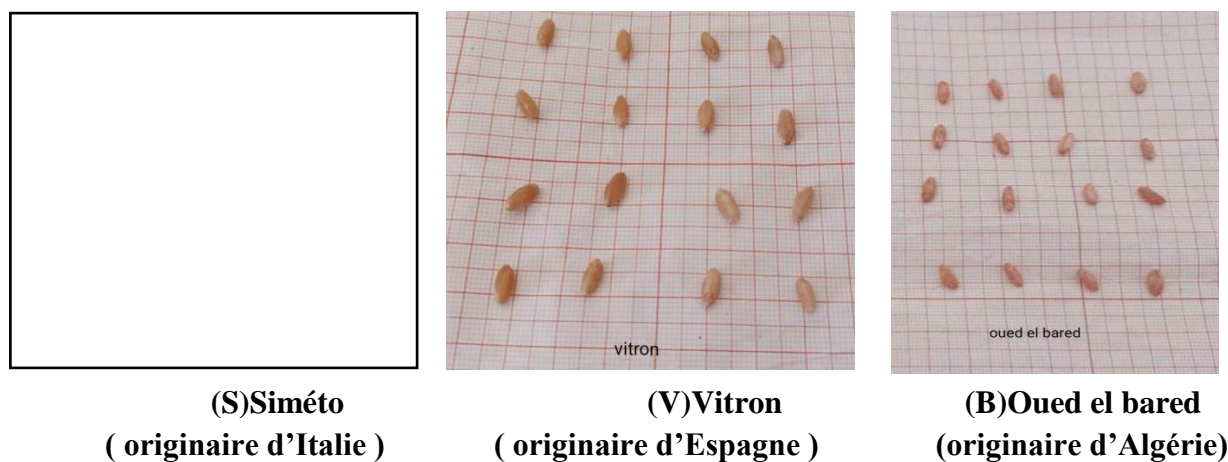 vitron
oued el bared
(S)Siméto (V)Vitron (B)Oued el bared
( originaire d’Italie ) ( originaire d’Espagne ) (originaire d’Algérie)